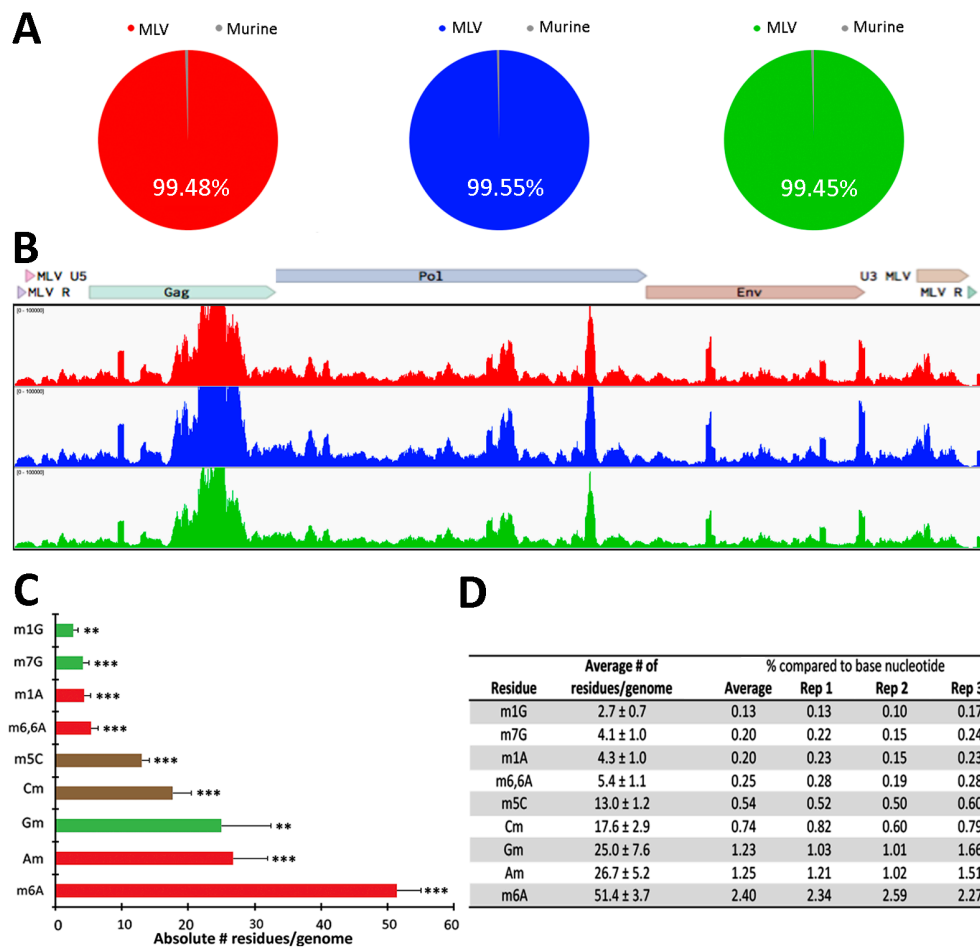 A
MLV Murine
MLV Murine
MLV Murine
99.48%
99.55%
99.45%
B
MLV U5
Pol
U3 MLV
MLV R
Gag
Env
MLV R
[0 - 100000]
[0 - 100000]
[0 - 100000]
C
m1G
**
m7G
***
m1A
***
m6,6A
***
m5C
***
Cm
***
Gm
**
Am
***
m6A
***
0 10 20 30 40 50 60
Absolute # residues/genome
D
Average # of % compared to base nucleotide
Residue residues/genome Average Rep 1 Rep 2 Rep 3
m1G 2.7 ± 0.7 0.13 0.13 0.10 0.17
m7G 4.1 ± 1.0 0.20 0.22 0.15 0.24
m1A 4.3 ± 1.0 0.20 0.23 0.15 0.23
m6,6A 5.4 ± 1.1 0.25 0.28 0.19 0.28
m5C 13.0 ± 1.2 0.54 0.52 0.50 0.60
Cm 17.6 ± 2.9 0.74 0.82 0.60 0.79
Gm 25.0 ± 7.6 1.23 1.03 1.01 1.66
Am 26.7 ± 5.2 1.25 1.21 1.02 1.51
m6A 51.4 ± 3.7 2.40 2.34 2.59 2.27